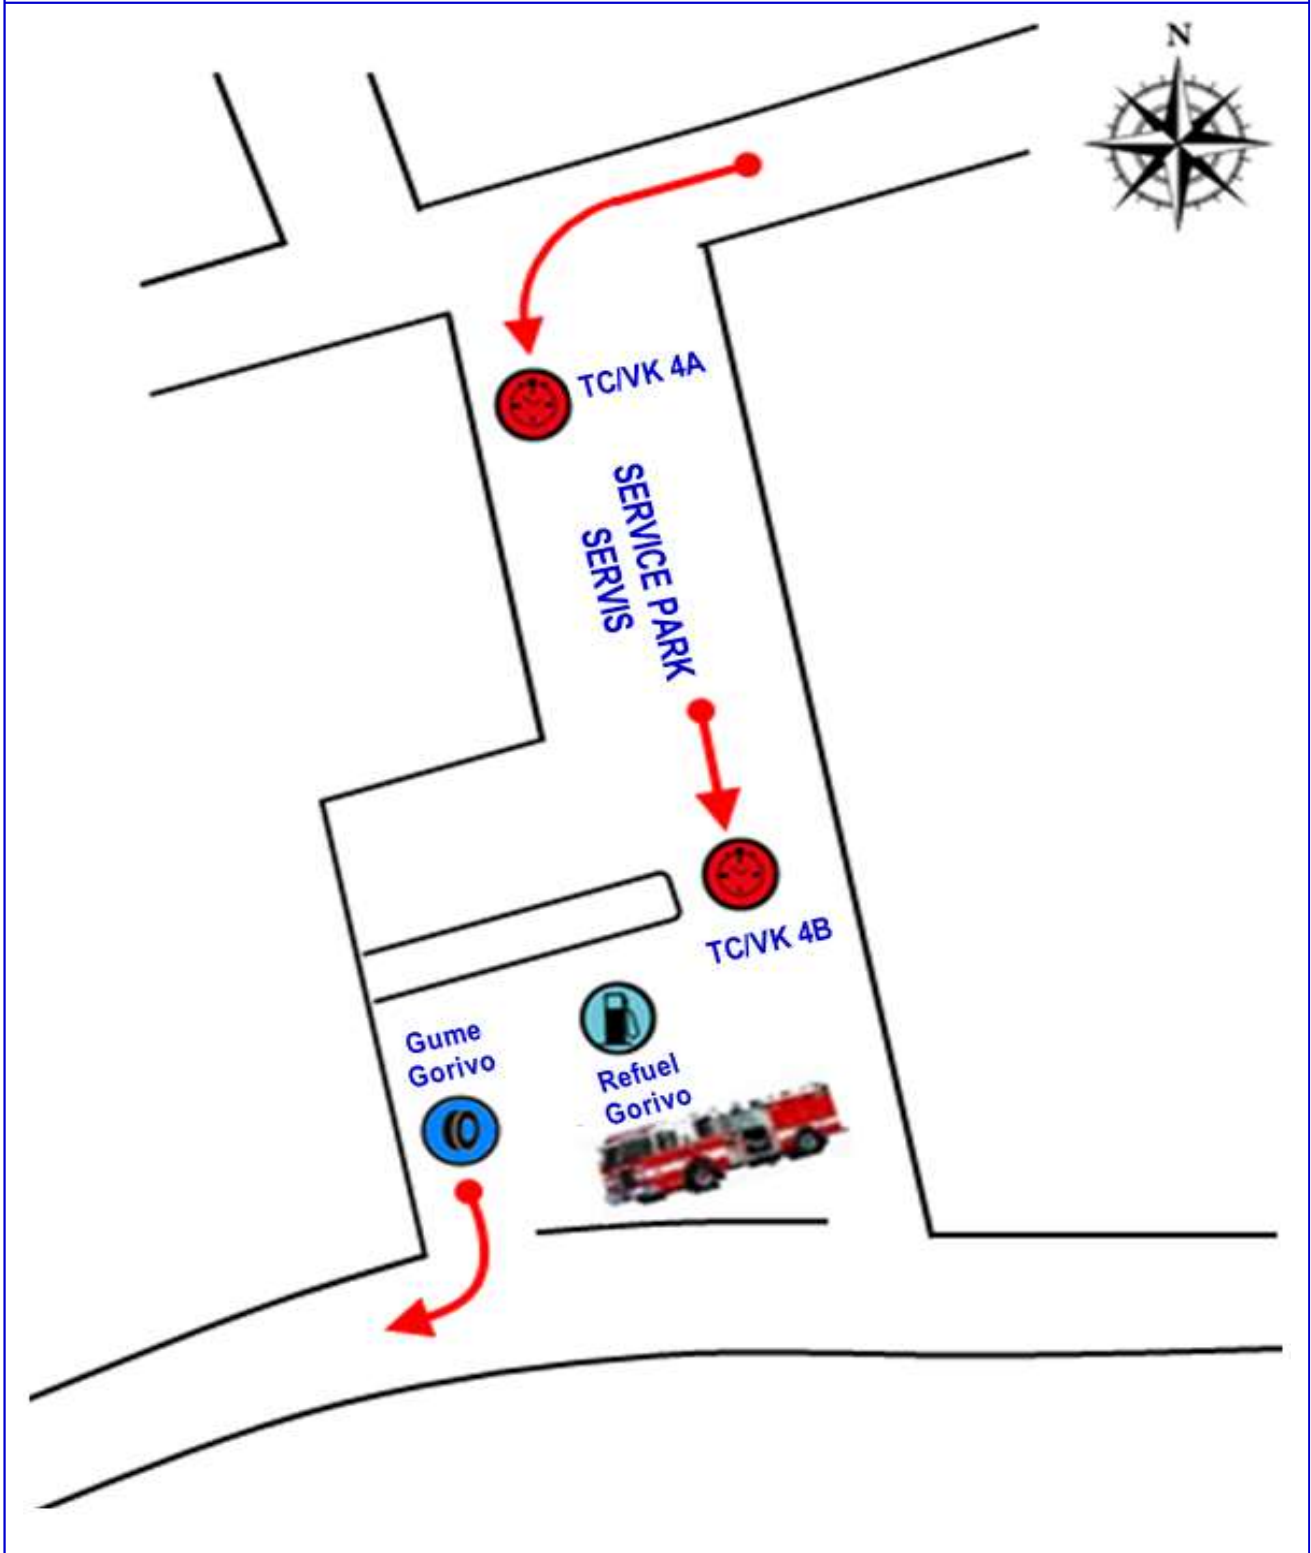 N
TC/VK 4A
SERVICE PARK
SERVIS
TC/VK 4B
Gume
Gorivo
Refuel
Gorivo